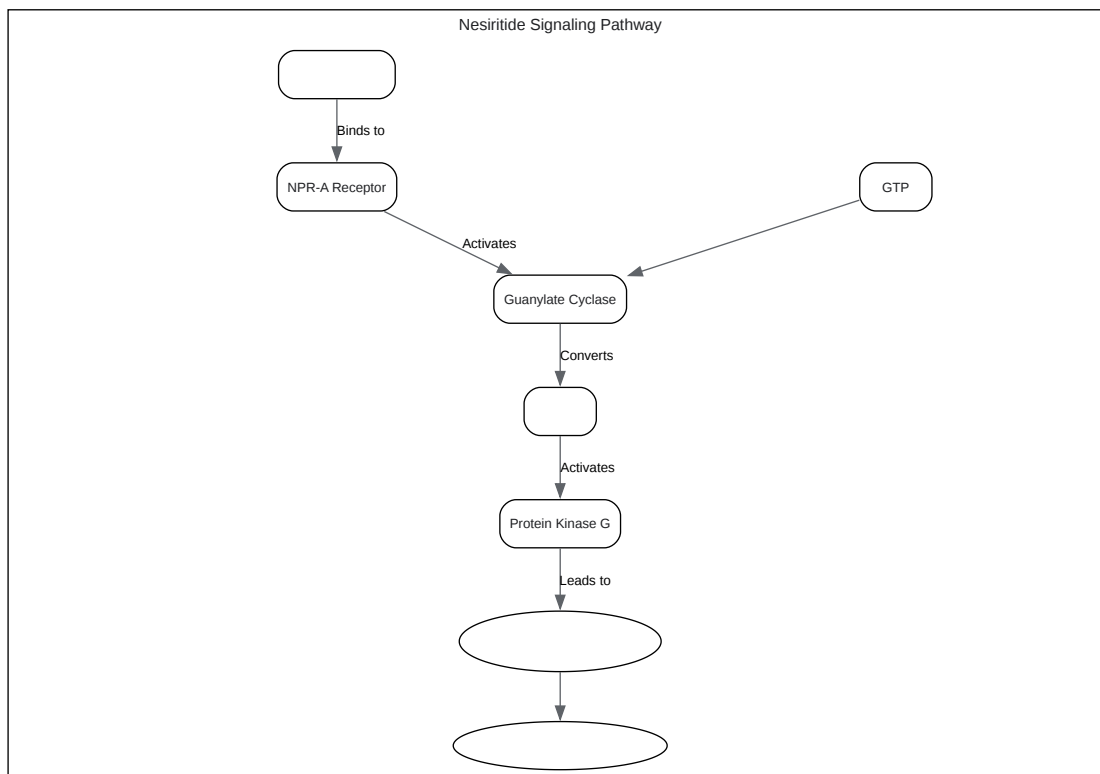 Nesiritide Signaling Pathway
Binds to
NPR-A Receptor
GTP
Activates
Guanylate Cyclase
Converts
Activates
Protein Kinase G
Leads to